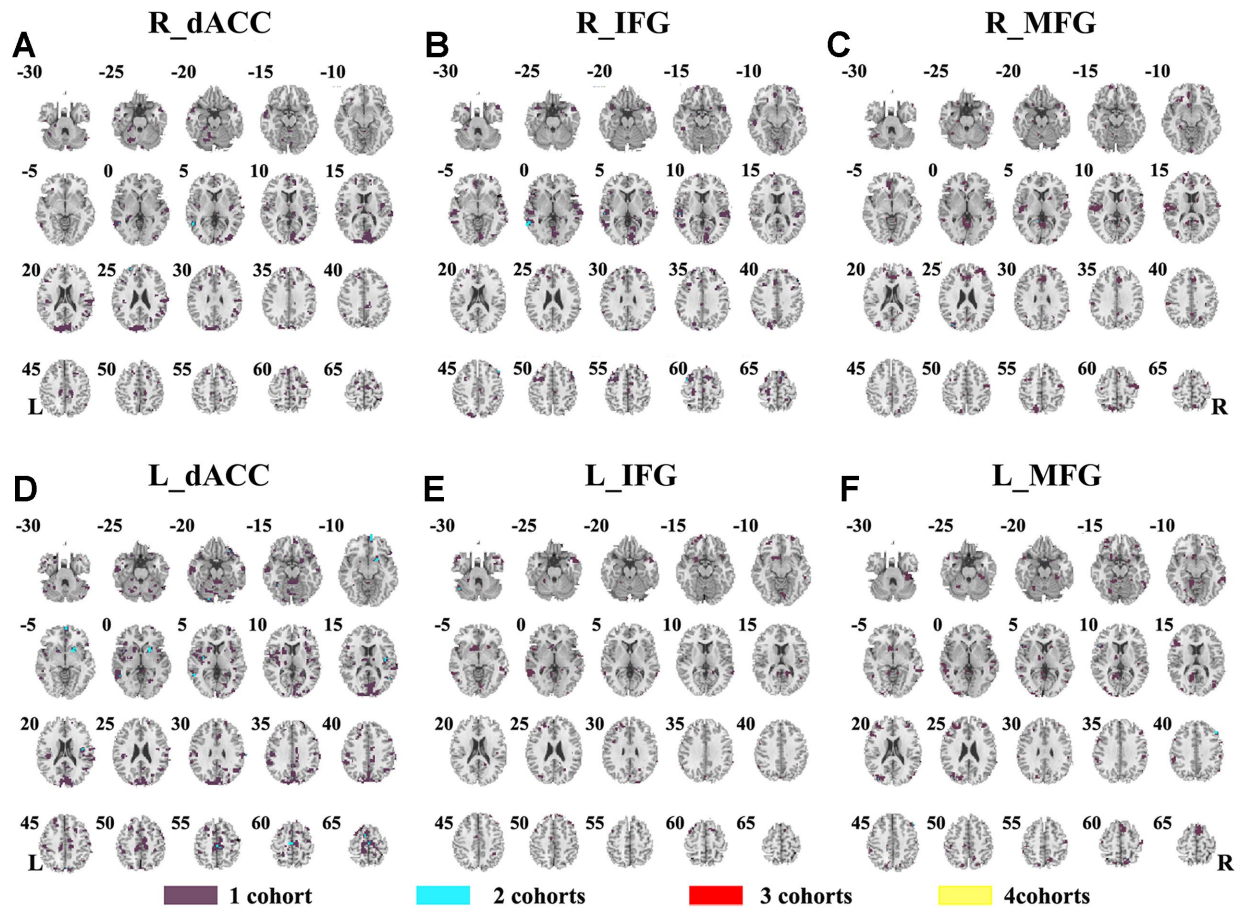 R_dACC R_IFG R_MFG
A B C
-30 -25 -20 -15 -10 -30 -25 -20 -15 -10 -30 -25 -20 -15 -10
-5 0 5 10 15 -5 0 5 10 15 -5 0 5 10 15
20 25 30 35 40 20 25 30 35 40 20 25 30 35 40
45 50 55 60 65 45 50 55 60 65 45 50 55 60 65
L R
L_dACC L_IFG L_MFG
D E F
-30 -25 -20 -15 -10 -30 -25 -20 -15 -10 -30 -25 -20 -15 -10
-5 0 5 10 15 -5 0 5 10 15 -5 0 5 10 15
20 25 30 35 40 20 25 30 35 40 20 25 30 35 40
45 50 55 60 65 45 50 55 60 65 45 50 55 60 65
L R
1 cohort 2 cohorts 3 cohorts 4cohorts